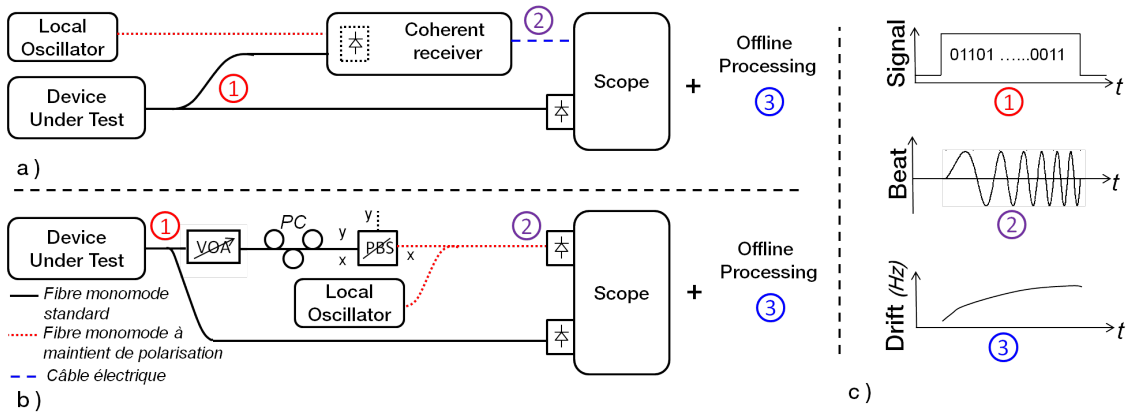 Local
Oscillator
Coherent
receiver
2
Scope
Offline
Processing
+
3
Device
Under Test
1
a )
Device
Under Test
1
VOA
PC
y
x
y
PBS
x
2
Local
Oscillator
Scope
Offline
Processing
+
3
Fibre monomode
standard
Fibre monomode à
maintient de polarisation
Câble électrique
b )
Signal
01101 ......0011
t
1
Beat
t
2
Drift (Hz)
t
3
c )